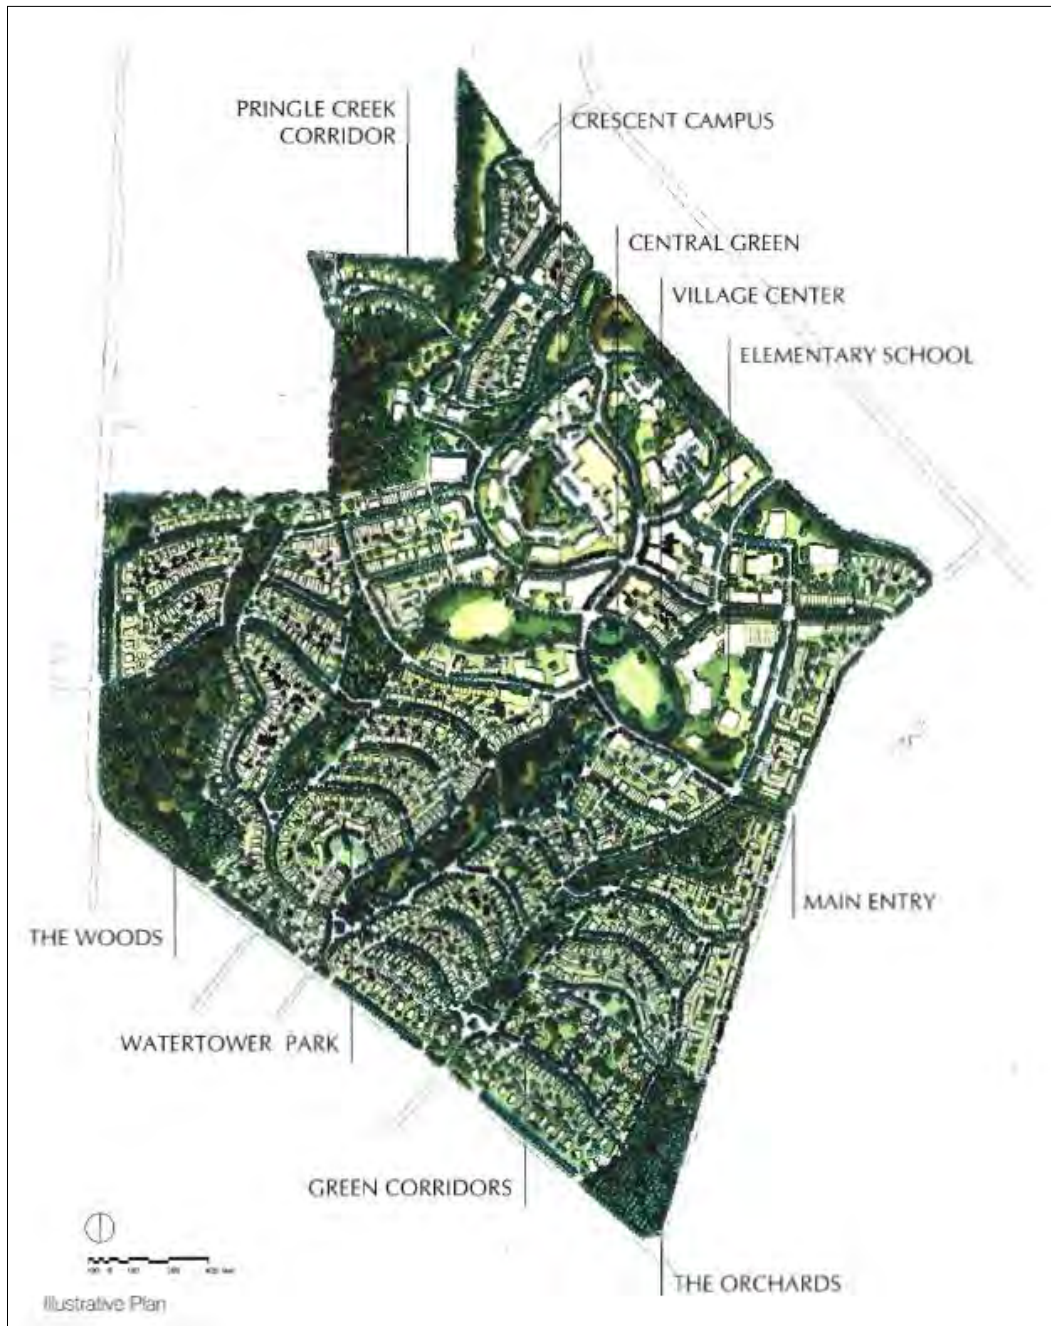 PRINGLE CREEK
CORRIDOR
CRESCENT CAMPUS
CENTRAL GREEN
VILLAGE CENTER
ELEMENTARY SCHOOL
MAIN ENTRY
THE WOODS
WATERTOWER PARK
GREEN CORRIDORS
THE ORCHARDS
Illustrative Plan